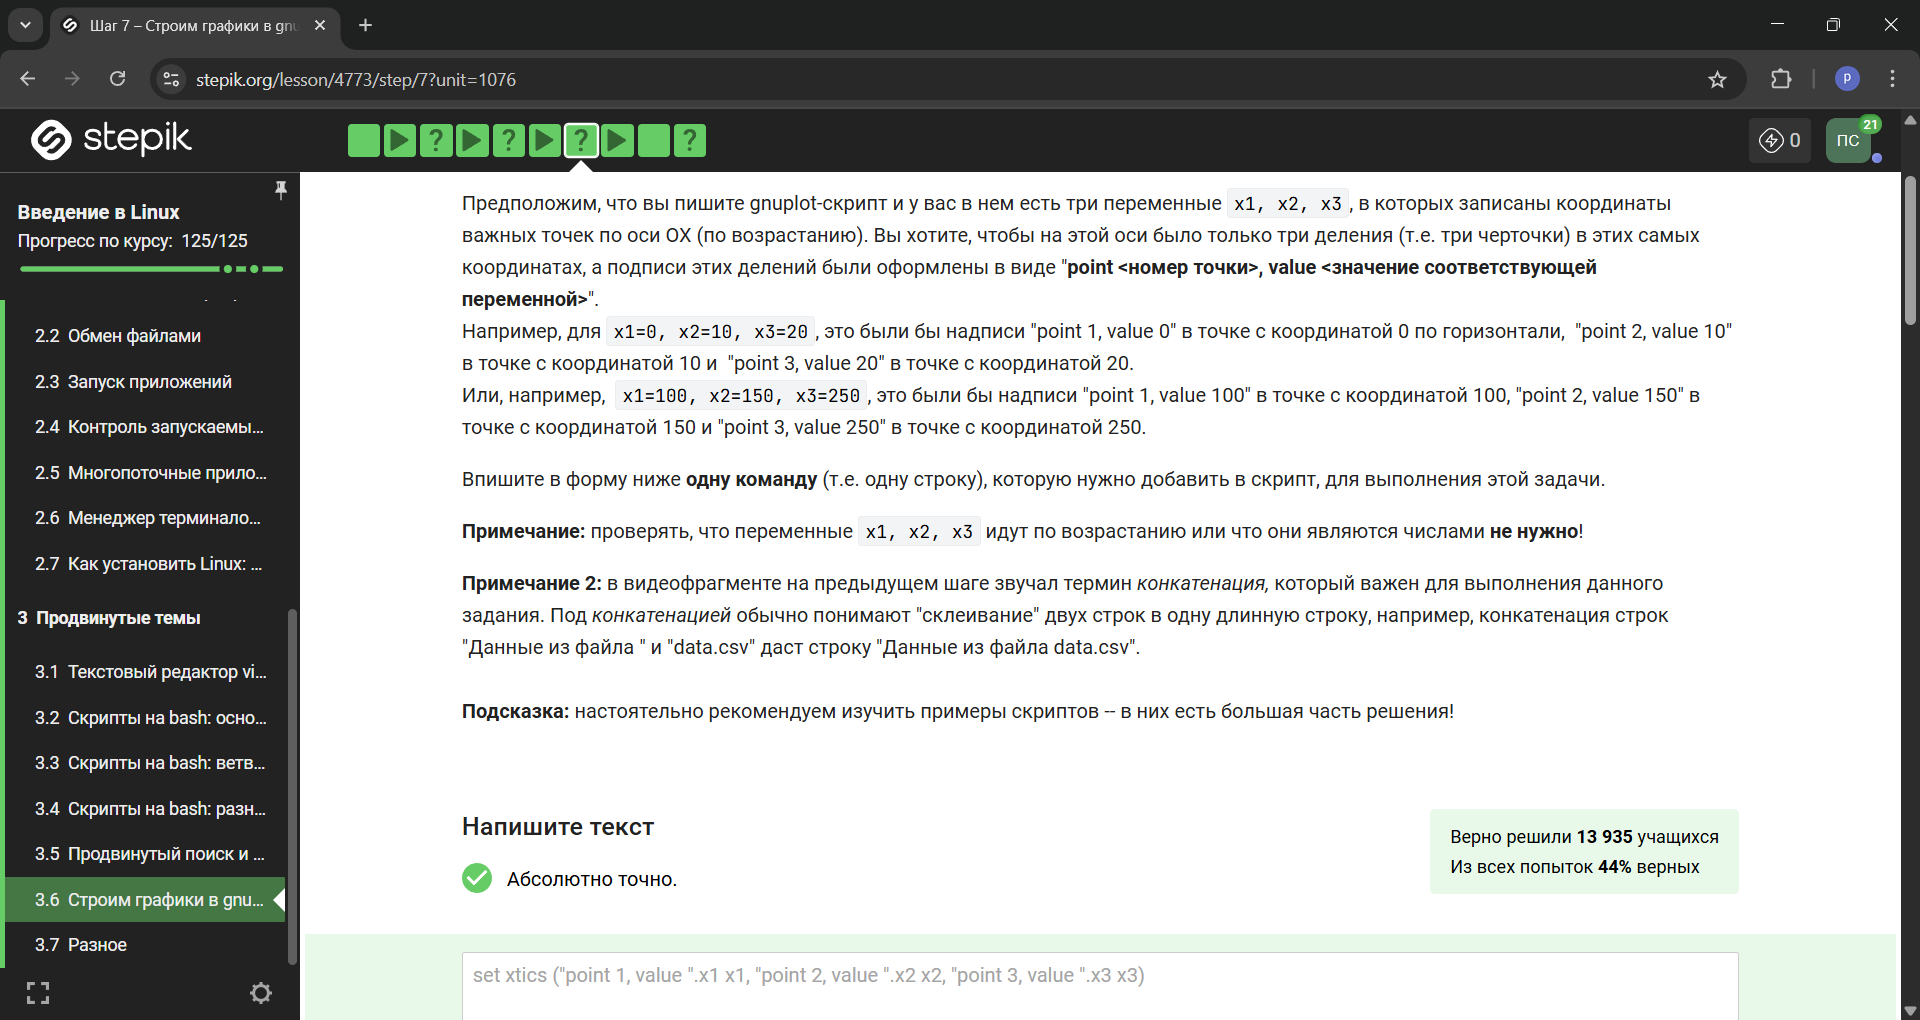 Шаг 7 – Строим графики в gnu
stepik.org/lesson/4773/step/7?unit=1076
P
stepik
? ? ? ?
0
ПС
21
Введение в Linux
Прогресс по курсу: 125/125
2.2 Обмен файлами
2.3 Запуск приложений
2.4 Контроль запускаемы...
2.5 Многопоточные прило...
2.6 Менеджер терминало...
2.7 Как установить Linux: ...
3 Продвинутые темы
3.1 Текстовый редактор vi...
3.2 Скрипты на bash: осно...
3.3 Скрипты на bash: ветв...
3.4 Скрипты на bash: разн...
3.5 Продвинутый поиск и ...
3.6 Строим графики в gnu...
3.7 Разное
Предположим, что вы пишите gnuplot-скрипт и у вас в нем есть три переменные x1, x2, x3, в которых записаны координаты
важных точек по оси OX (по возрастанию). Вы хотите, чтобы на этой оси было только три деления (т.е. три черточки) в этих самых
координатах, а подписи этих делений были оформлены в виде "point <номер точки>, value <значение соответствующей
переменной>".
Например, для x1=0, x2=10, x3=20, это были бы надписи "point 1, value 0" в точке с координатой 0 по горизонтали, "point 2, value 10"
в точке с координатой 10 и "point 3, value 20" в точке с координатой 20.
Или, например, x1=100, x2=150, x3=250, это были бы надписи "point 1, value 100" в точке с координатой 100, "point 2, value 150" в
точке с координатой 150 и "point 3, value 250" в точке с координатой 250.
Впишите в форму ниже одну команду (т.е. одну строку), которую нужно добавить в скрипт, для выполнения этой задачи.
Примечание: проверять, что переменные x1, x2, x3 идут по возрастанию или что они являются числами не нужно!
Примечание 2: в видеофрагменте на предыдущем шаге звучал термин конкатенация, который важен для выполнения данного
задания. Под конкатенацией обычно понимают "склеивание" двух строк в одну длинную строку, например, конкатенация строк
"Данные из файла " и "data.csv" даст строку "Данные из файла data.csv".
Подсказка: настоятельно рекомендуем изучить примеры скриптов -- в них есть большая часть решения!
Напишите текст
Абсолютно точно.
Верно решили 13 935 учащихся
Из всех попыток 44% верных
set xtics ("point 1, value ".x1 x1, "point 2, value ".x2 x2, "point 3, value ".x3 x3)